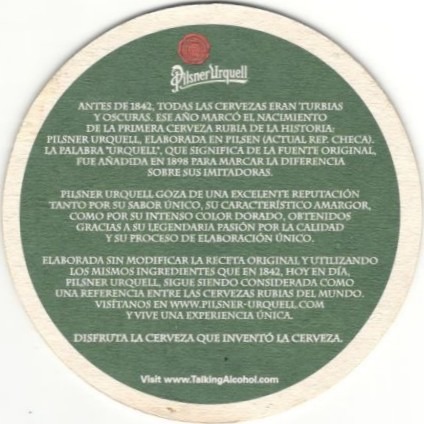 Pilsner Urquell
ANTES DE 1842, TODAS LAS CERVEZAS ERAN TURBIAS
Y OSCURAS. ESE AÑO MARCÓ EL NACIMIENTO
DE LA PRIMERA CERVEZA RUBIA DE LA HISTORIA:
PILSNER URQUELL, ELABORADA EN PILSEN (ACTUAL REP. CHECA).
LA PALABRA "URQUELL", QUE SIGNIFICA DE LA FUENTE ORIGINAL,
FUE AÑADIDA EN 1898 PARA MARCAR LA DIFERENCIA
SOBRE SUS IMITADORAS.
PILSNER URQUELL GOZA DE UNA EXCELENTE REPUTACIÓN
TANTO POR SU SABOR ÚNICO, SU CARACTERÍSTICO AMARGOR,
COMO POR SU INTENSO COLOR DORADO, OBTENIDOS
GRACIAS A SU LEGENDARIA PASIÓN POR LA CALIDAD
Y SU PROCESO DE ELABORACIÓN ÚNICO.
ELABORADA SIN MODIFICAR LA RECETA ORIGINAL Y UTILIZANDO
LOS MISMOS INGREDIENTES QUE EN 1842, HOY EN DÍA,
PILSNER URQUELL, SIGUE SIENDO CONSIDERADA COMO
UNA REFERENCIA ENTRE LAS CERVEZAS RUBIAS DEL MUNDO.
VISÍTANOS EN WWW.PILSNER-URQUELL.COM
Y VIVE UNA EXPERIENCIA ÚNICA.
DISFRUTA LA CERVEZA QUE INVENTÓ LA CERVEZA.
Visit www.TalkingAlcohol.com